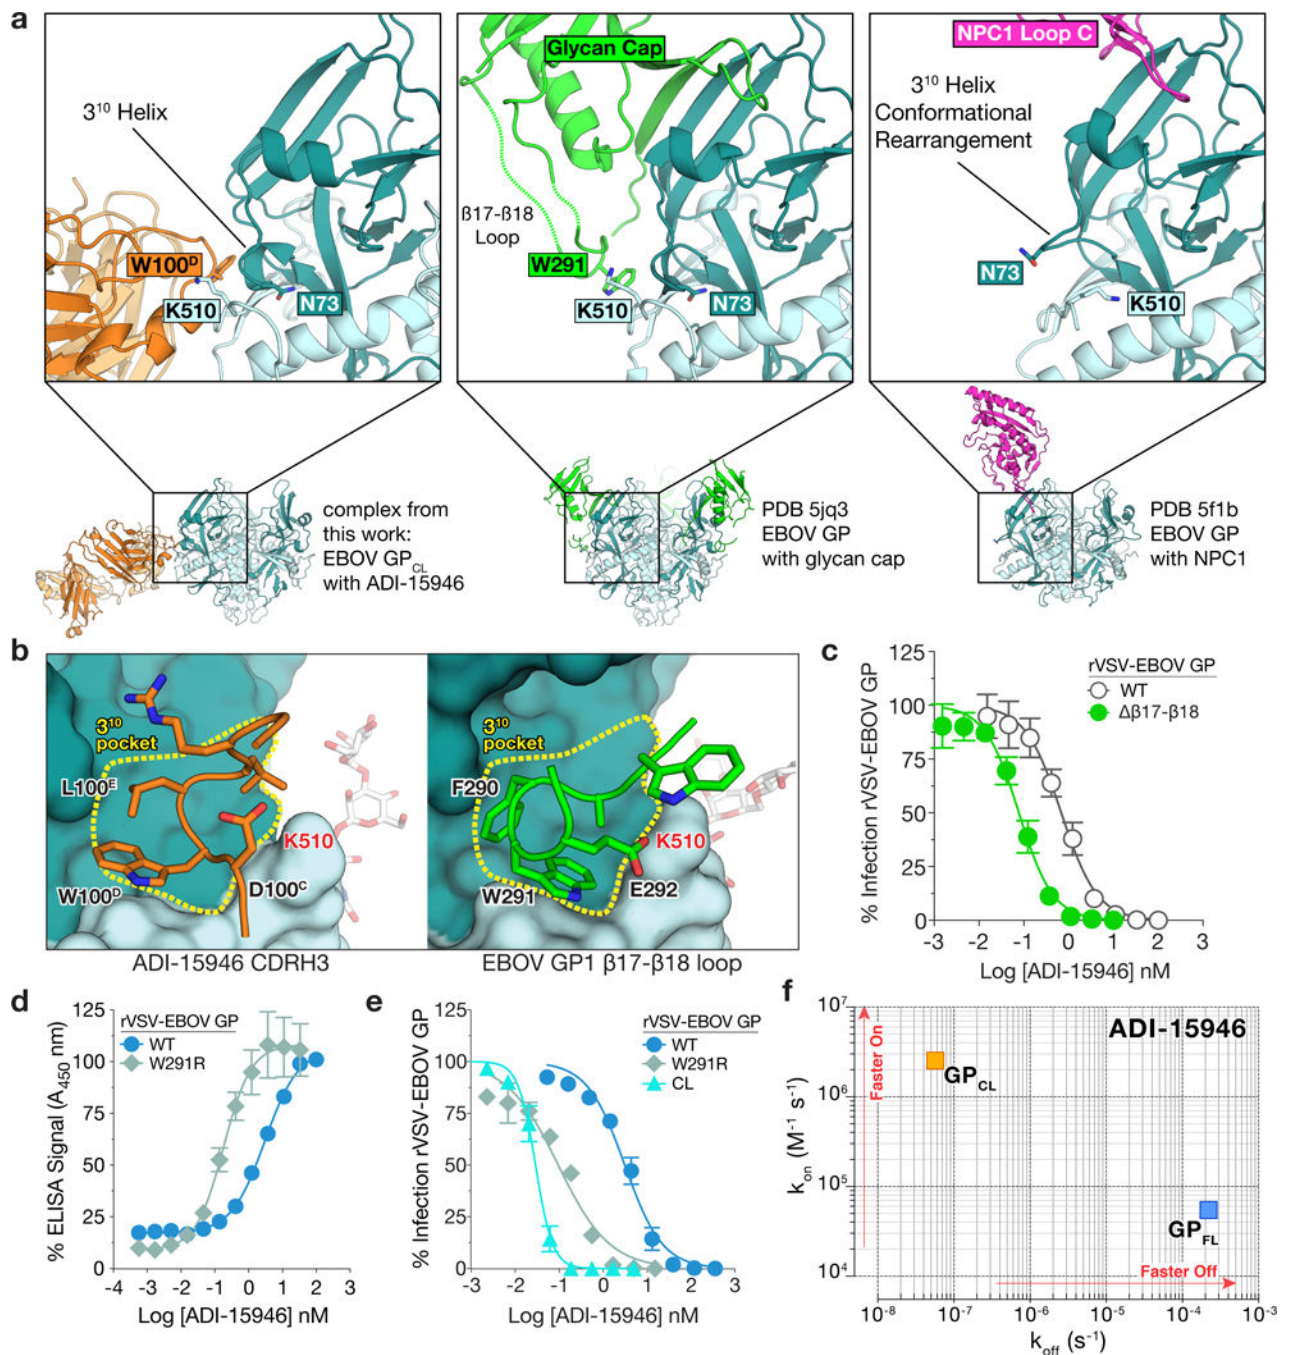 a
3¹⁰ Helix
W100ᴰ
K510
N73
Glycan Cap
ß17-ß18
Loop
W291
K510
N73
NPC1 Loop C
3¹⁰ Helix
Conformational
Rearrangement
N73
K510
complex from
this work:
EBOV GP_CL
with ADI-15946
PDB 5jq3
EBOV GP
with glycan cap
PDB 5f1b
EBOV GP
with NPC1
b
3¹⁰
pocket
L100ᴱ
K510
W100ᴰ
D100ᶜ
ADI-15946 CDRH3
3¹⁰
pocket
F290
K510
W291
E292
EBOV GP1 β17-β18 loop
c
% Infection rVSV-EBOV GP
125
100
75
50
25
0
-3 -2 -1 0 1 2 3
Log [ADI-15946] nM
rVSV-EBOV GP
WT
Δβ17-β18
d
% ELISA Signal (A₄₅₀ nm)
125
100
75
50
25
0
-4 -3 -2 -1 0 1 2 3
Log [ADI-15946] nM
rVSV-EBOV GP
WT
W291R
e
% Infection rVSV-EBOV GP
125
100
75
50
25
0
-3 -2 -1 0 1 2 3
Log [ADI-15946] nM
rVSV-EBOV GP
WT
W291R
CL
f
ADI-15946
Faster On
k_on (M⁻¹ s⁻¹)
10⁷
10⁶
10⁵
10⁴
GP_CL
GP_FL
Faster Off
10⁻⁸ 10⁻⁷ 10⁻⁶ 10⁻⁵ 10⁻⁴ 10⁻³
k_off (s⁻¹)